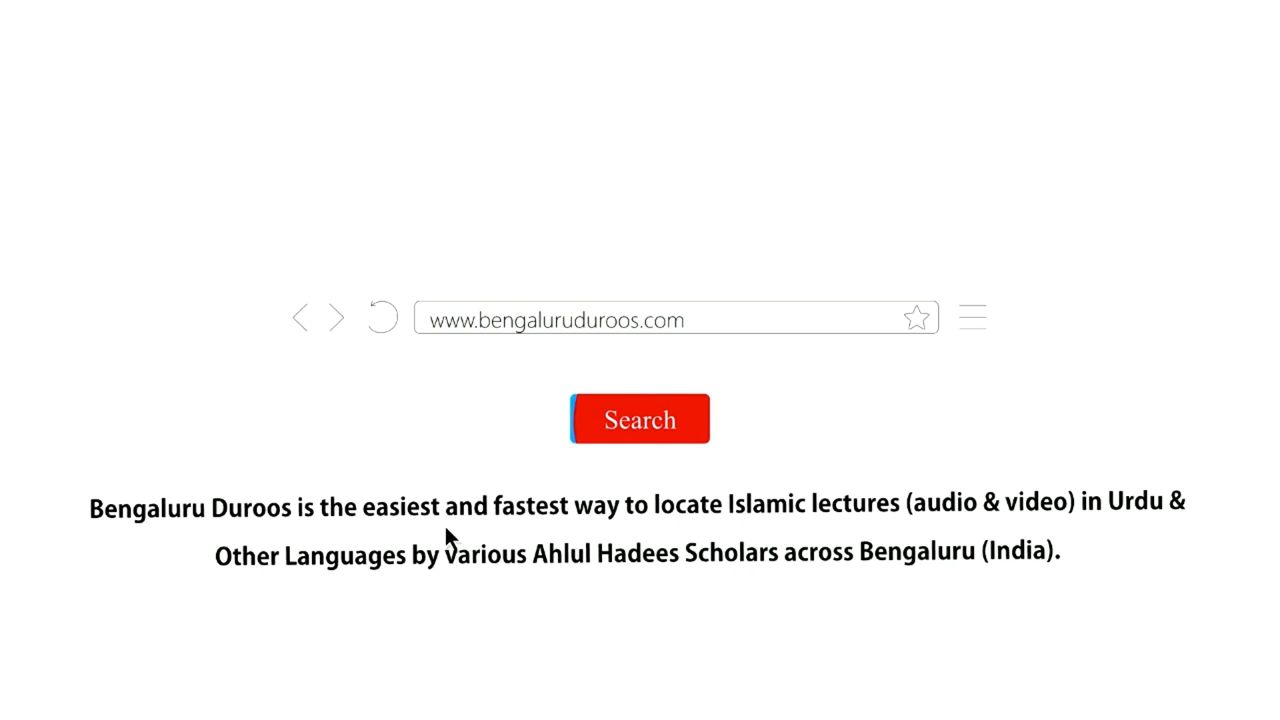 www.bengaluruduroos.com
Search
Bengaluru Duroos is the easiest and fastest way to locate Islamic lectures (audio & video) in Urdu &
Other Languages by various Ahlul Hadees Scholars across Bengaluru (India).